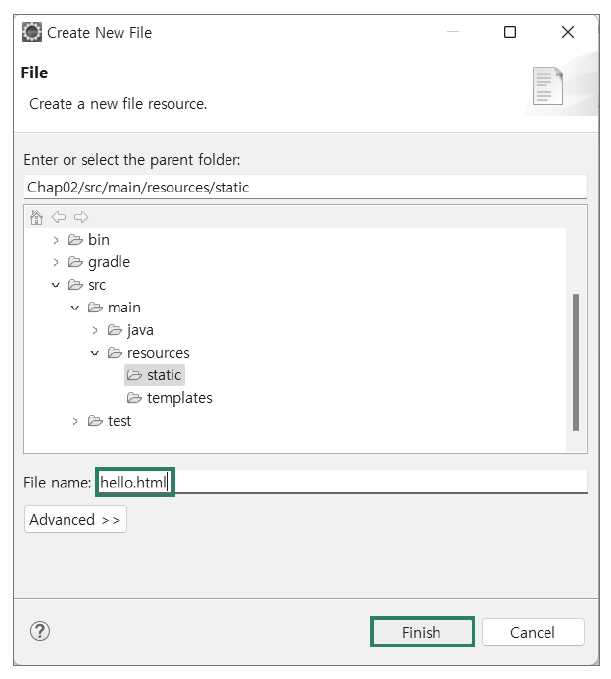 Create New File
File
Create a new file resource.
Enter or select the parent folder:
Chap02/src/main/resources/static
bin
gradle
src
main
java
resources
static
templates
test
File name: hello.html
Advanced >>
? Finish Cancel